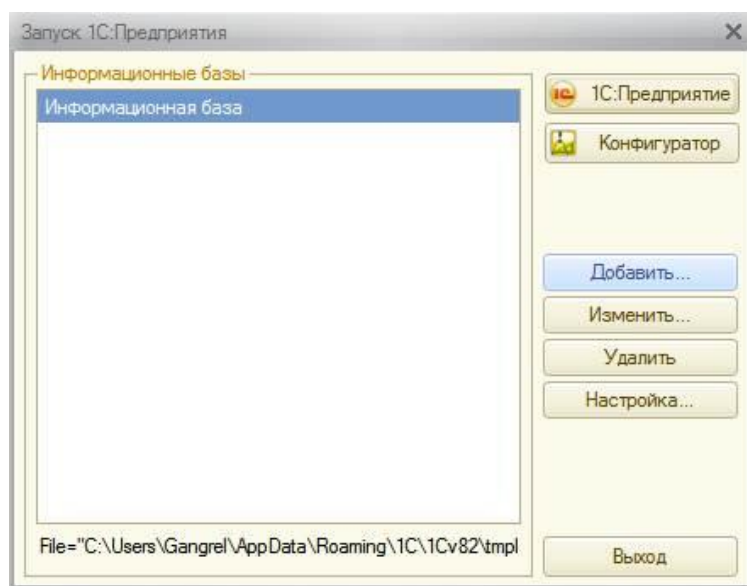 Запуск 1С:Предприятия
Информационные базы
Информационная база
1С:Предприятие
Конфигуратор
Добавить...
Изменить...
Удалить
Настройка...
File="C:\Users\Gangrel\AppData\Roaming\1C\1Cv82\tmpl
Выход